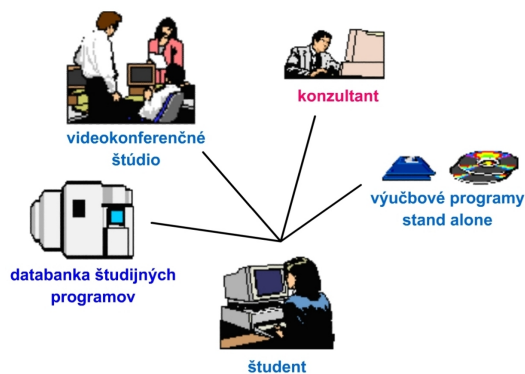 videokonferenčné
štúdio
konzultant
výučbové programy
stand alone
databanka študijných
programov
študent